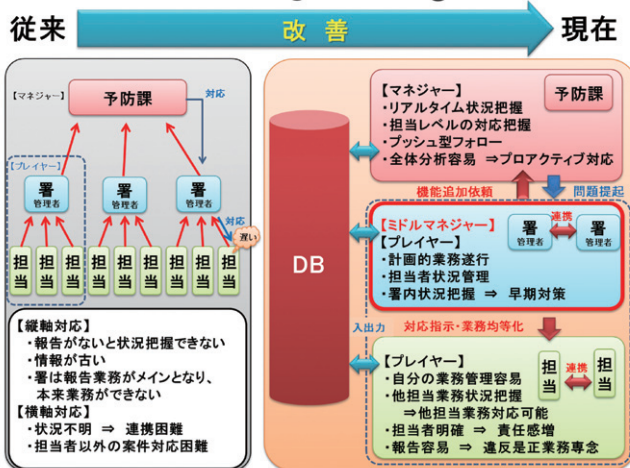 従来
改善
現在
【マネジャー】
予防課
対応
【プレイヤー】
署
管理者
署
管理者
署
管理者
対応
遅い
担当
担当
担当
担当
担当
担当
担当
担当
担当
【縦軸対応】
・報告がないと状況把握できない
・情報が古い
・署は報告業務がメインとなり、
本来業務ができない
【横軸対応】
・状況不明 ⇒ 連携困難
・担当者以外の案件対応困難
DB
入出力
【マネジャー】
・リアルタイム状況把握
・担当レベルの対応把握
・プッシュ型フォロー
・全体分析容易 ⇒プロアクティブ対応
予防課
機能追加依頼
問題提起
【ミドルマネジャー】
【プレイヤー】
・計画的業務遂行
・担当者状況管理
・署内状況把握 ⇒ 早期対策
署
管理者
連携
署
管理者
対応指示・業務均等化
【プレイヤー】
・自分の業務管理容易
・他担当業務状況把握
⇒他担当業務対応可能
・担当者明確 ⇒ 責任感増
・報告容易 ⇒ 違反是正業務専念
担当
連携
担当